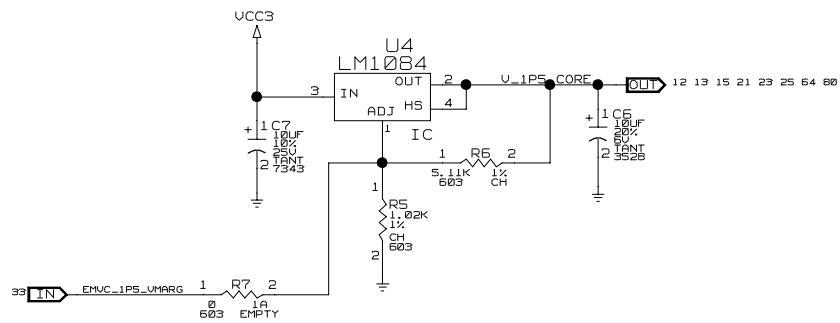 VCC3
U4
LM1084
3 IN OUT 2 V_1P5_CORE OUT 12 13 15 21 23 25 64 80
HS 4
ADJ
1 IC
+ 1 C7
10UF
10%
25V
TANT
2 7343
+ 1 C6
10UF
20%
6V
TANT
2 3528
1 R6 2
5.11K 1%
603 CH
1 R5
1.02K
1%
CH
2 603
33 IN EMVC_1P5_VMARG 1 R7 2
0 1A
603 EMPTY